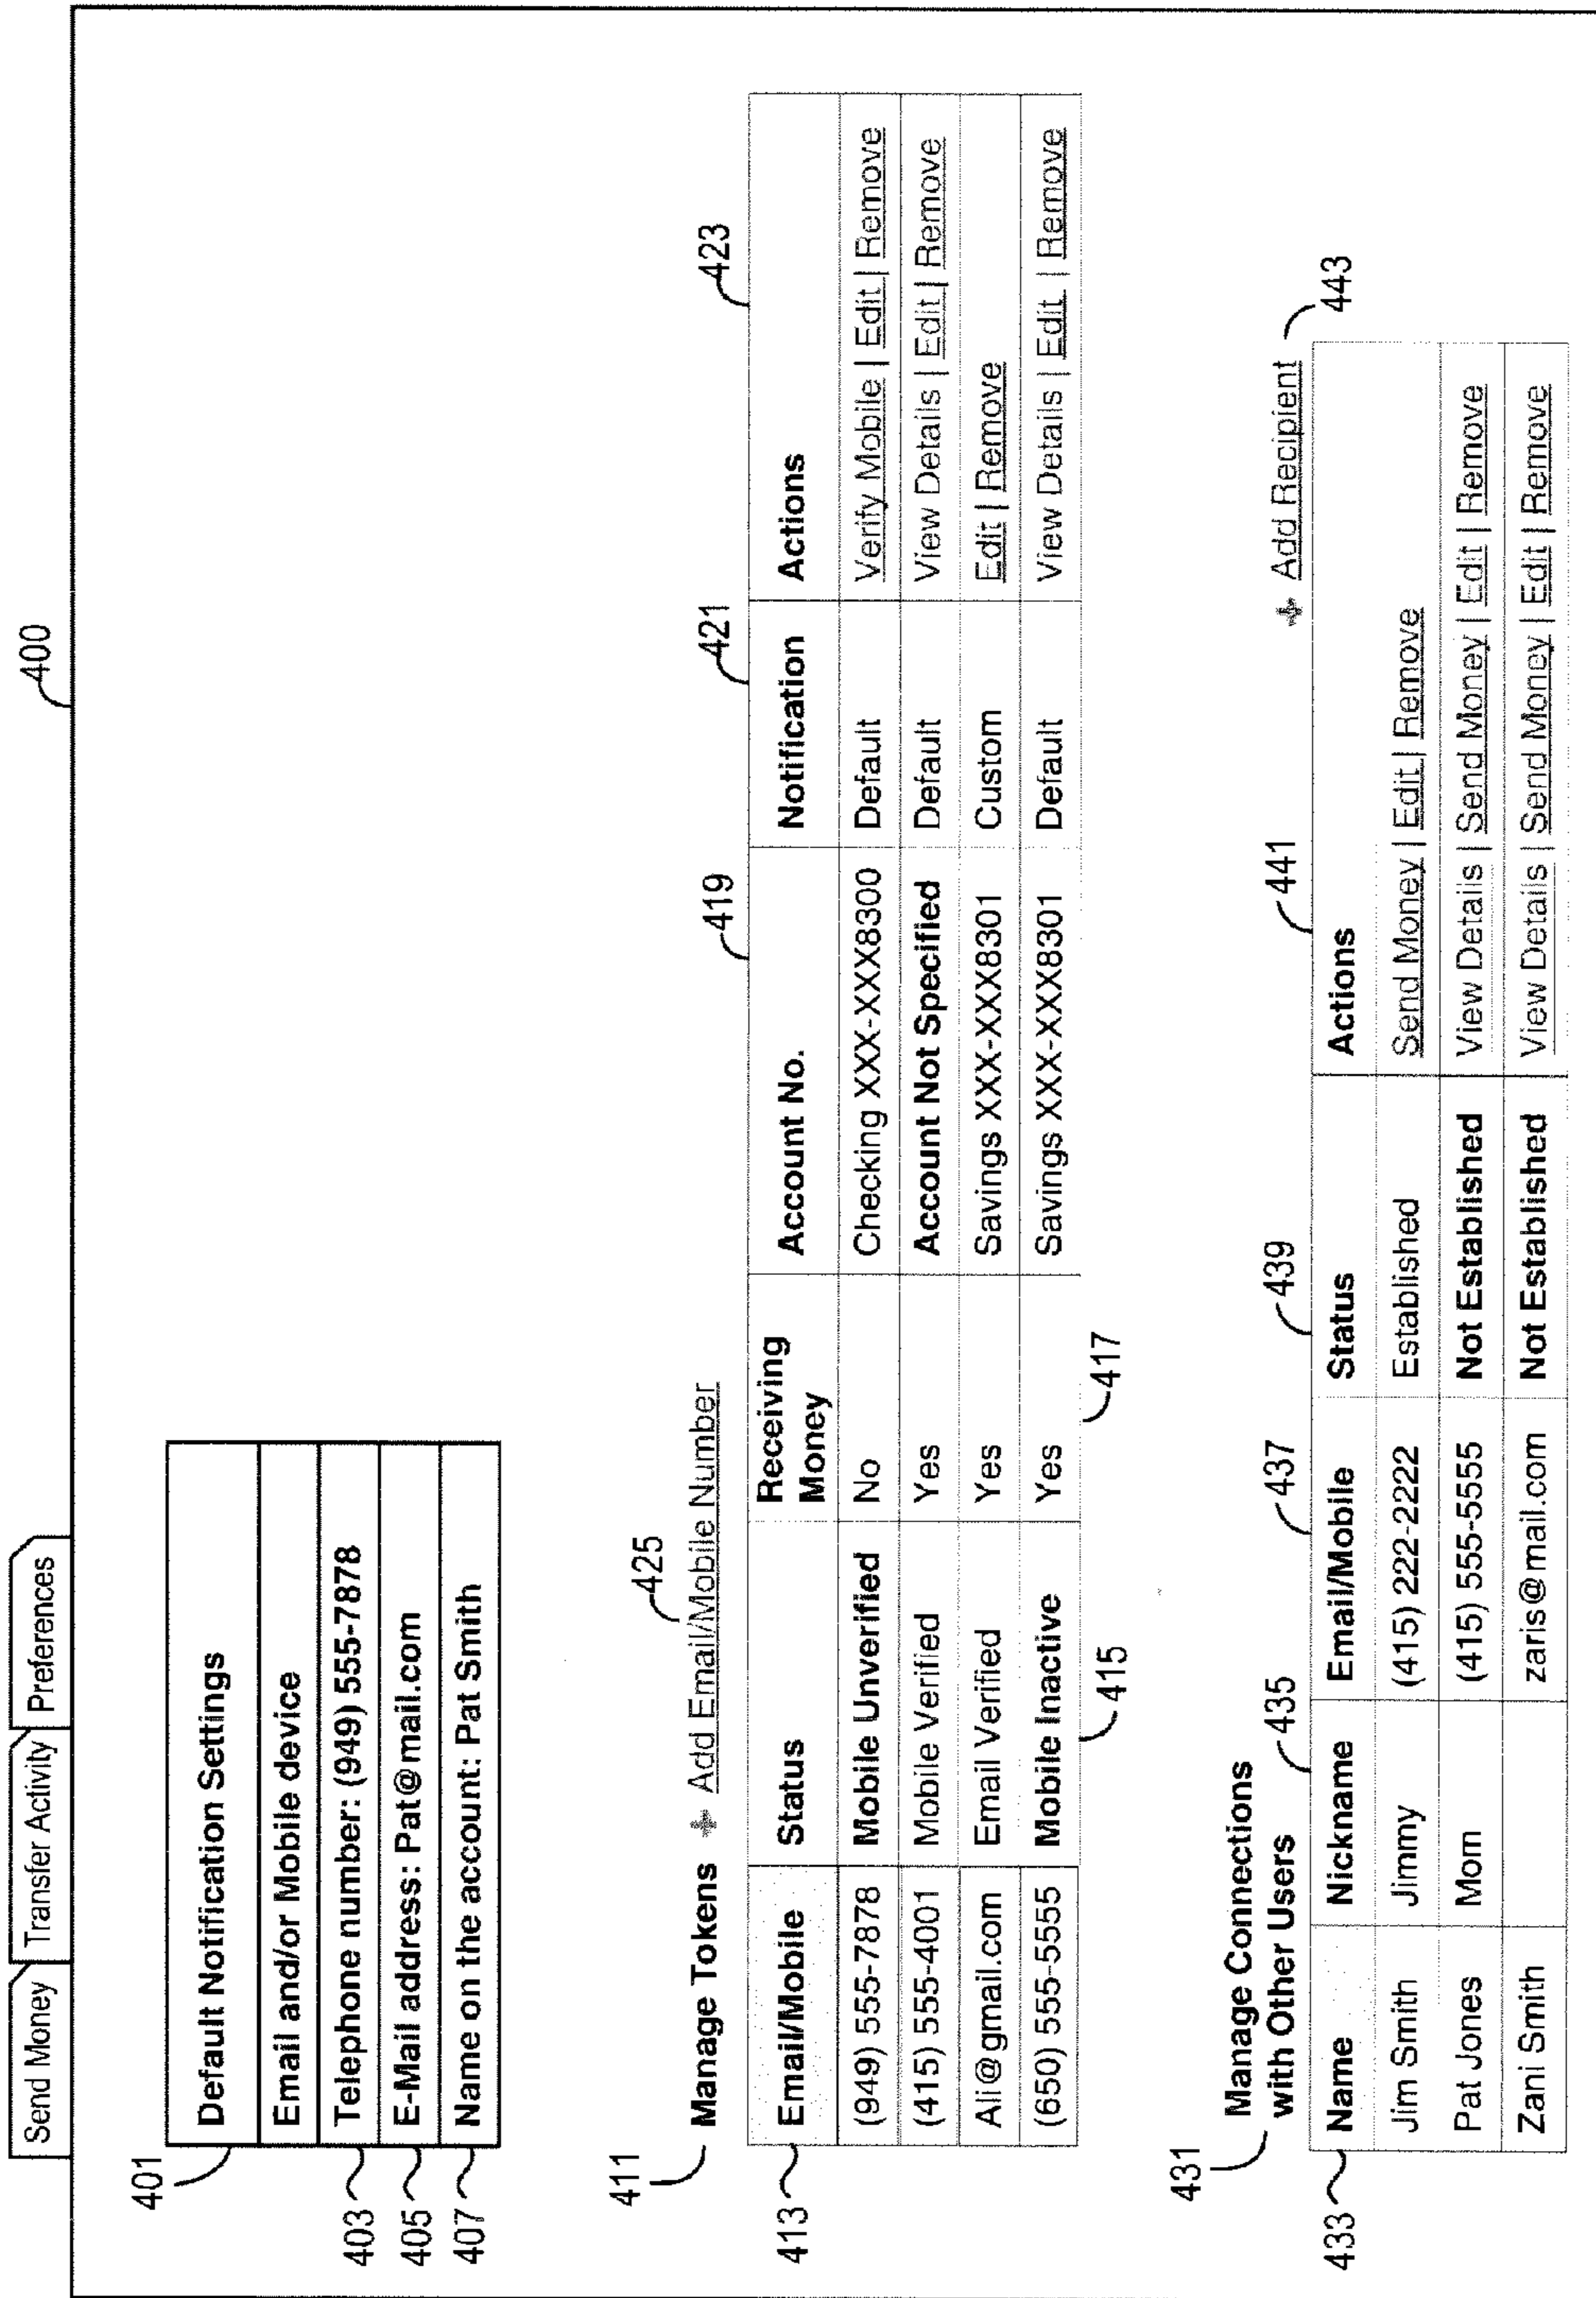 400
Send Money Transfer Activity Preferences
401
Default Notification Settings
Email and/or Mobile device
403 Telephone number: (949) 555-7878
405 E-Mail address: Pat@mail.com
407 Name on the account: Pat Smith
411 Manage Tokens + Add Email/Mobile Number 425
419 421 423
413 Email/Mobile Status Receiving Money Account No. Notification Actions
(949) 555-7878 Mobile Unverified No Checking XXX-XXX8300 Default Verify Mobile | Edit | Remove
(415) 555-4001 Mobile Verified Yes Account Not Specified Default View Details | Edit | Remove
Ali@gmail.com Email Verified Yes Savings XXX-XXX8301 Custom Edit | Remove
(650) 555-5555 Mobile Inactive Yes Savings XXX-XXX8301 Default View Details | Edit | Remove
415 417
431 Manage Connections
with Other Users 435 437 439 441 + Add Recipient 443
433 Name Nickname Email/Mobile Status Actions
Jim Smith Jimmy (415) 222-2222 Established Send Money | Edit | Remove
Pat Jones Mom (415) 555-5555 Not Established View Details | Send Money | Edit | Remove
Zani Smith zaris@mail.com Not Established View Details | Send Money | Edit | Remove